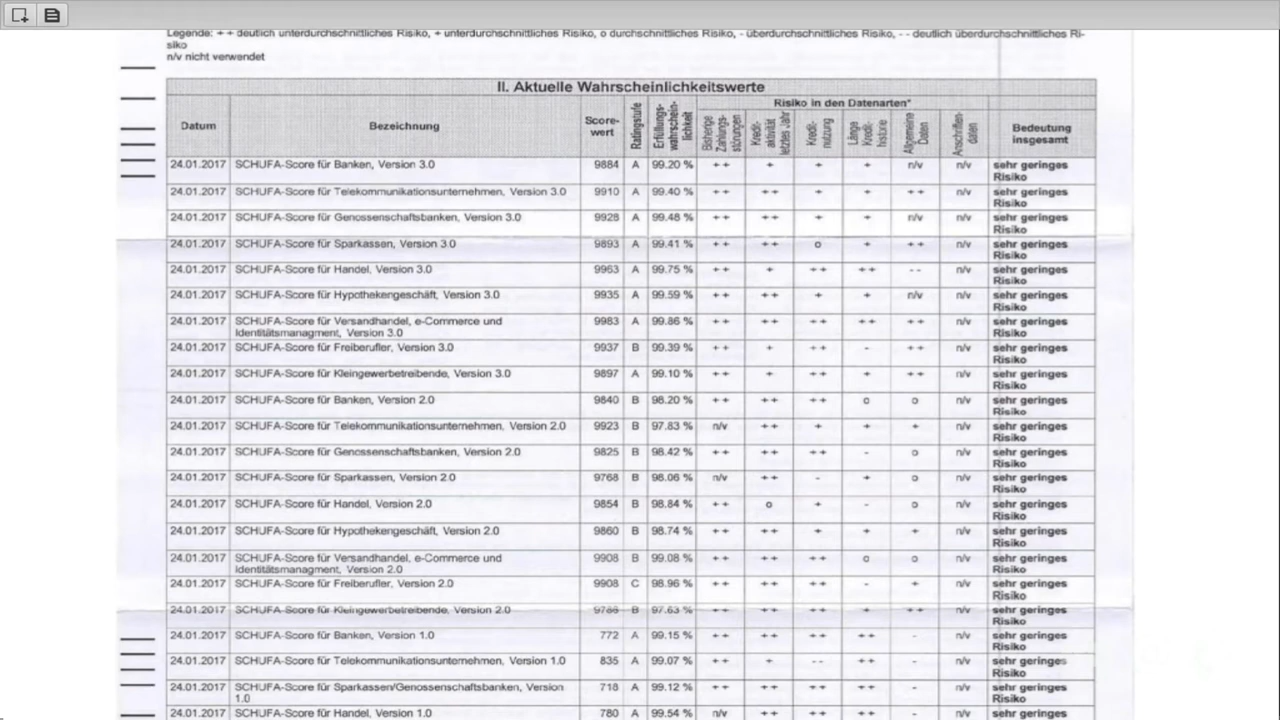 Legende: + + deutlich unterdurchschnittliches Risiko, + unterdurchschnittliches Risiko, o durchschnittliches Risiko, - überdurchschnittliches Risiko, - - deutlich überdurchschnittliches Ri-
siko
n/v nicht verwendet
II. Aktuelle Wahrscheinlichkeitswerte
Datum Bezeichnung Score-wert Ratingstufe Erfüllungs-wahrschein-lichkeit Risiko in den Datenarten* Bisherige Zahlungs-störungen Kredit-aktivität letztes Jahr Kredit-nutzung Länge Kredit-historie Allgemeine Daten Anschriften-daten Bedeutung insgesamt
24.01.2017 SCHUFA-Score für Banken, Version 3.0 9884 A 99.20 % ++ + + + n/v n/v sehr geringes
Risiko
24.01.2017 SCHUFA-Score für Telekommunikationsunternehmen, Version 3.0 9910 A 99.40 % ++ ++ + + ++ n/v sehr geringes
Risiko
24.01.2017 SCHUFA-Score für Genossenschaftsbanken, Version 3.0 9928 A 99.48 % ++ ++ + + n/v n/v sehr geringes
Risiko
24.01.2017 SCHUFA-Score für Sparkassen, Version 3.0 9893 A 99.41 % ++ ++ o + ++ n/v sehr geringes
Risiko
24.01.2017 SCHUFA-Score für Handel, Version 3.0 9963 A 99.75 % ++ + ++ ++ -- n/v sehr geringes
Risiko
24.01.2017 SCHUFA-Score für Hypothekengeschäft, Version 3.0 9935 A 99.59 % ++ ++ + + n/v n/v sehr geringes
Risiko
24.01.2017 SCHUFA-Score für Versandhandel, e-Commerce und 9983 A 99.86 % ++ ++ ++ ++ ++ n/v sehr geringes
Identitätsmanagment, Version 3.0 Risiko
24.01.2017 SCHUFA-Score für Freiberufler, Version 3.0 9937 B 99.39 % ++ + ++ - ++ n/v sehr geringes
Risiko
24.01.2017 SCHUFA-Score für Kleingewerbetreibende, Version 3.0 9897 A 99.10 % ++ + ++ + ++ n/v sehr geringes
Risiko
24.01.2017 SCHUFA-Score für Banken, Version 2.0 9840 B 98.20 % ++ ++ ++ o o n/v sehr geringes
Risiko
24.01.2017 SCHUFA-Score für Telekommunikationsunternehmen, Version 2.0 9923 B 97.83 % n/v ++ + + + n/v sehr geringes
Risiko
24.01.2017 SCHUFA-Score für Genossenschaftsbanken, Version 2.0 9825 B 98.42 % ++ ++ ++ - o n/v sehr geringes
Risiko
24.01.2017 SCHUFA-Score für Sparkassen, Version 2.0 9768 B 98.06 % n/v ++ - + o n/v sehr geringes
Risiko
24.01.2017 SCHUFA-Score für Handel, Version 2.0 9854 B 98.84 % ++ o + - o n/v sehr geringes
Risiko
24.01.2017 SCHUFA-Score für Hypothekengeschäft, Version 2.0 9860 B 98.74 % ++ ++ + + + n/v sehr geringes
Risiko
24.01.2017 SCHUFA-Score für Versandhandel, e-Commerce und 9908 B 99.08 % ++ ++ ++ o o n/v sehr geringes
Identitätsmanagment, Version 2.0 Risiko
24.01.2017 SCHUFA-Score für Freiberufler, Version 2.0 9908 C 98.96 % ++ ++ ++ - + n/v sehr geringes
Risiko
24.01.2017 SCHUFA-Score für Kleingewerbetreibende, Version 2.0 B 97.63 % ++ ++ ++ + ++ n/v sehr geringes
Risiko
24.01.2017 SCHUFA-Score für Banken, Version 1.0 772 A 99.15 % ++ ++ ++ ++ - n/v sehr geringes
Risiko
24.01.2017 SCHUFA-Score für Telekommunikationsunternehmen, Version 1.0 835 A 99.07 % ++ + -- ++ - n/v sehr geringes
Risiko
24.01.2017 SCHUFA-Score für Sparkassen/Genossenschaftsbanken, Version 718 A 99.12 % ++ ++ ++ ++ - n/v sehr geringes
1.0 Risiko
24.01.2017 SCHUFA-Score für Handel, Version 1.0 780 A 99.54 % n/v ++ ++ ++ - n/v sehr geringes